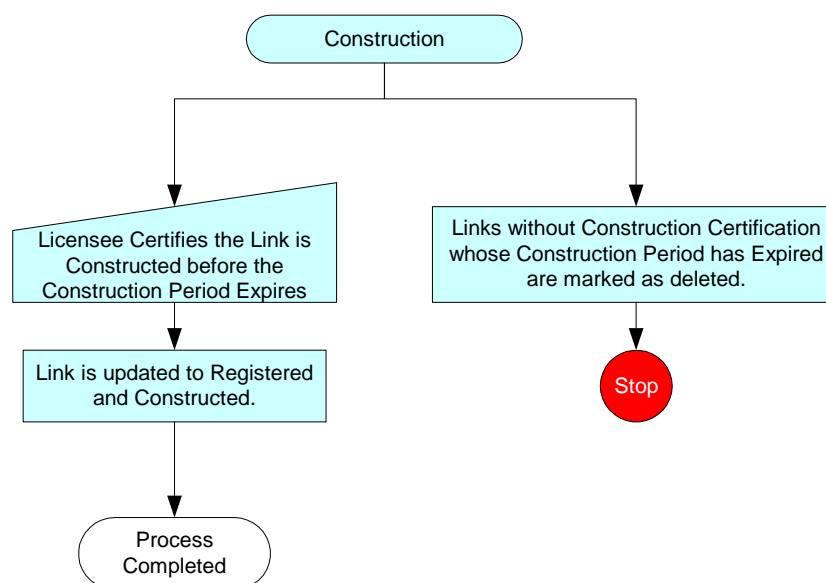 Construction
Licensee Certifies the Link is
Constructed before the
Construction Period Expires
Links without Construction Certification
whose Construction Period has Expired
are marked as deleted.
Link is updated to Registered
and Constructed.
Stop
Process
Completed